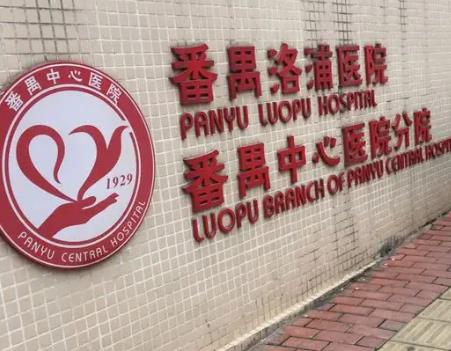 番禺中心医院
1929
PANYU CENTRAL HOSPITAL
番禺洛浦医院
PANYU LUOPU HOSPITAL
番禺中心医院分院
LUOPU BRANCH OF PANYU CENTRAL HOSPITA